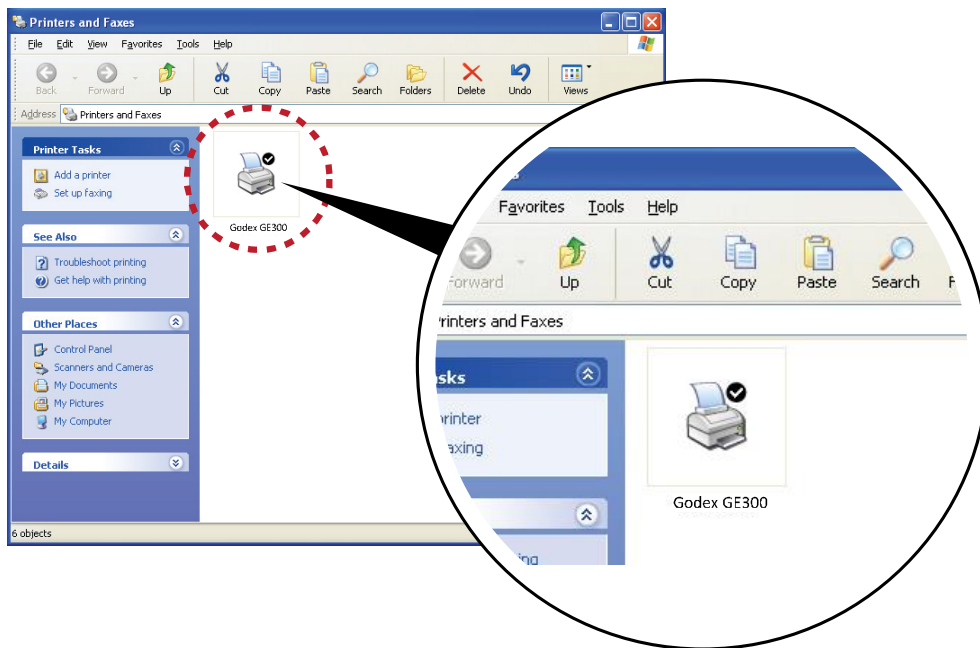 Printers and Faxes
File Edit View Favorites Tools Help
Back Forward Up Cut Copy Paste Search Folders Delete Undo Views
Address Printers and Faxes
Printer Tasks
Add a printer
Set up faxing
See Also
Troubleshoot printing
Get help with printing
Other Places
Control Panel
Scanners and Cameras
My Documents
My Pictures
My Computer
Details
6 objects
Godex GE300
s
Favorites Tools Help
Forward Up Cut Copy Paste Search F
Printers and Faxes
asks
printer
axing
ing
Godex GE300